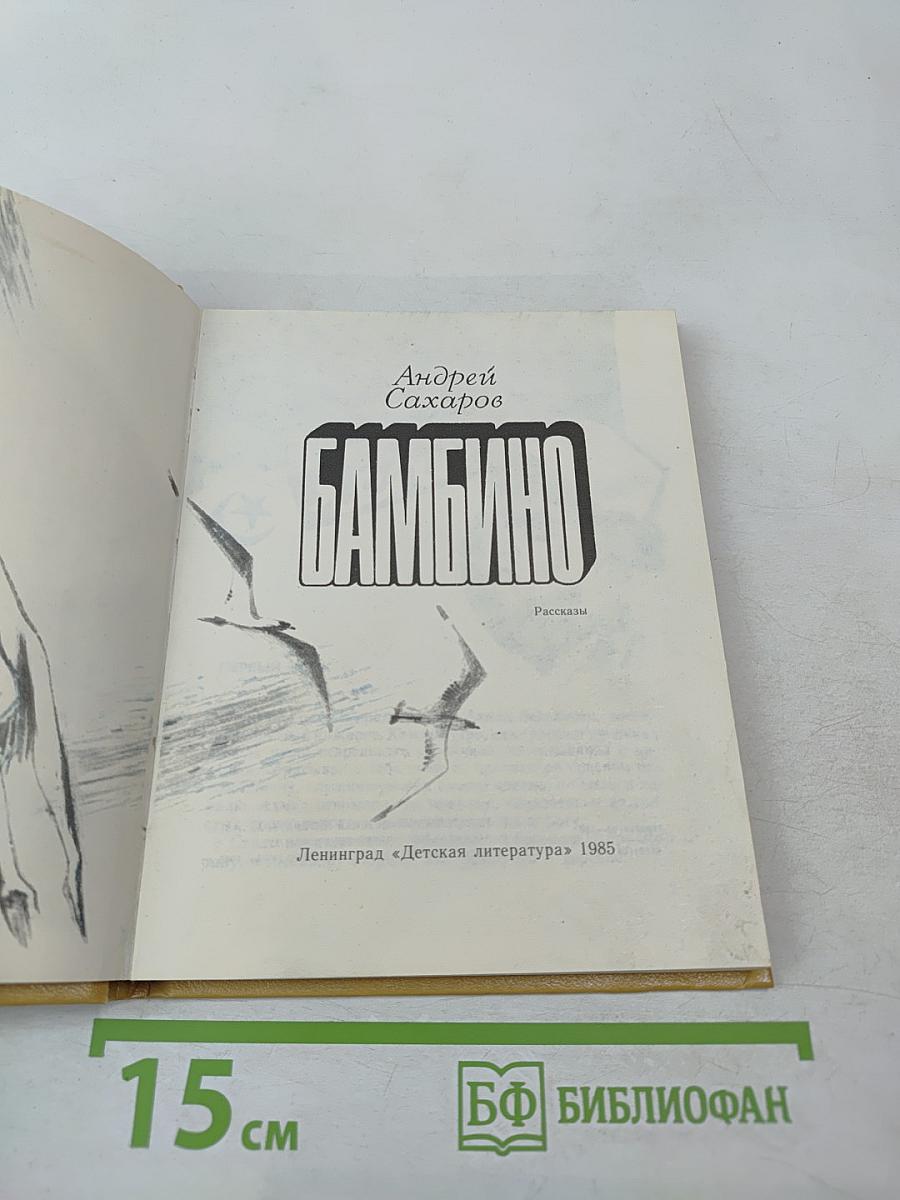 Андрей
Сахаров
БАМБИНО
Рассказы
Ленинград «Детская литература» 1985
15 см
БФ БИБЛИОФАН